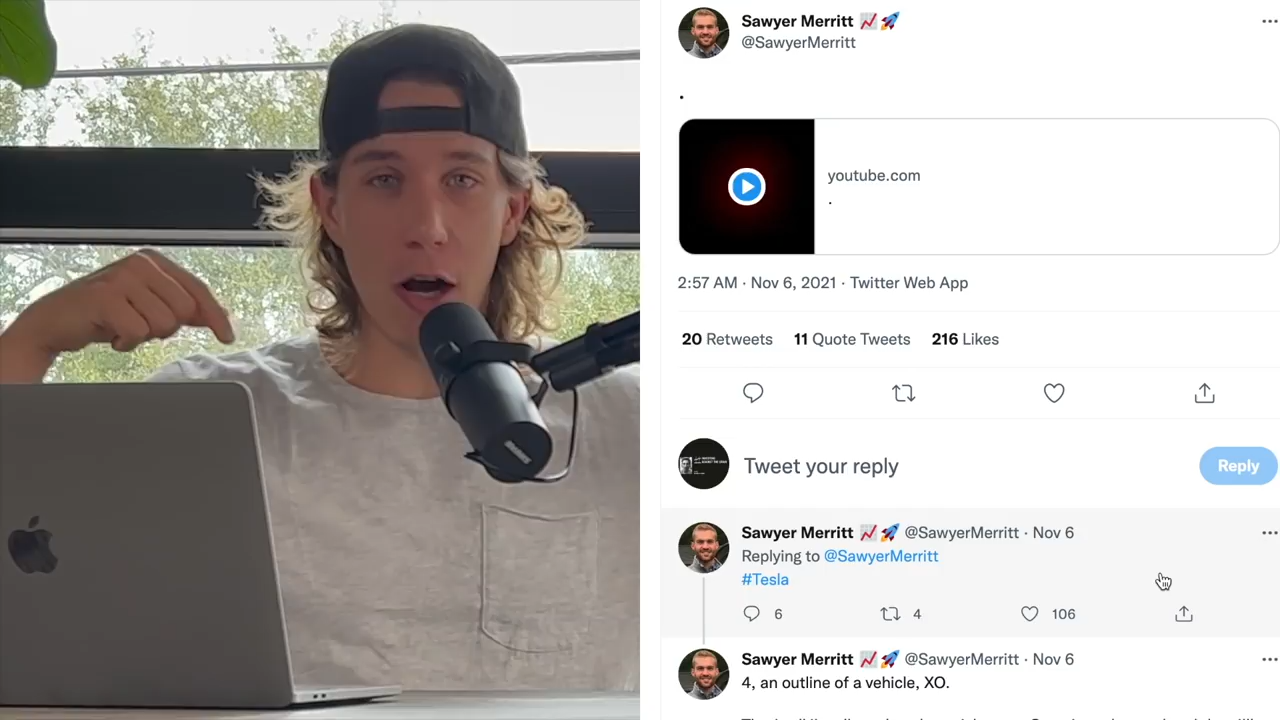 Sawyer Merritt 📈🚀
@SawyerMerritt
.
youtube.com
.
2:57 AM · Nov 6, 2021 · Twitter Web App
20 Retweets 11 Quote Tweets 216 Likes
Tweet your reply
Reply
Sawyer Merritt 📈🚀 @SawyerMerritt · Nov 6
Replying to @SawyerMerritt
#Tesla
6 4 106
Sawyer Merritt 📈🚀 @SawyerMerritt · Nov 6
4, an outline of a vehicle, XO.